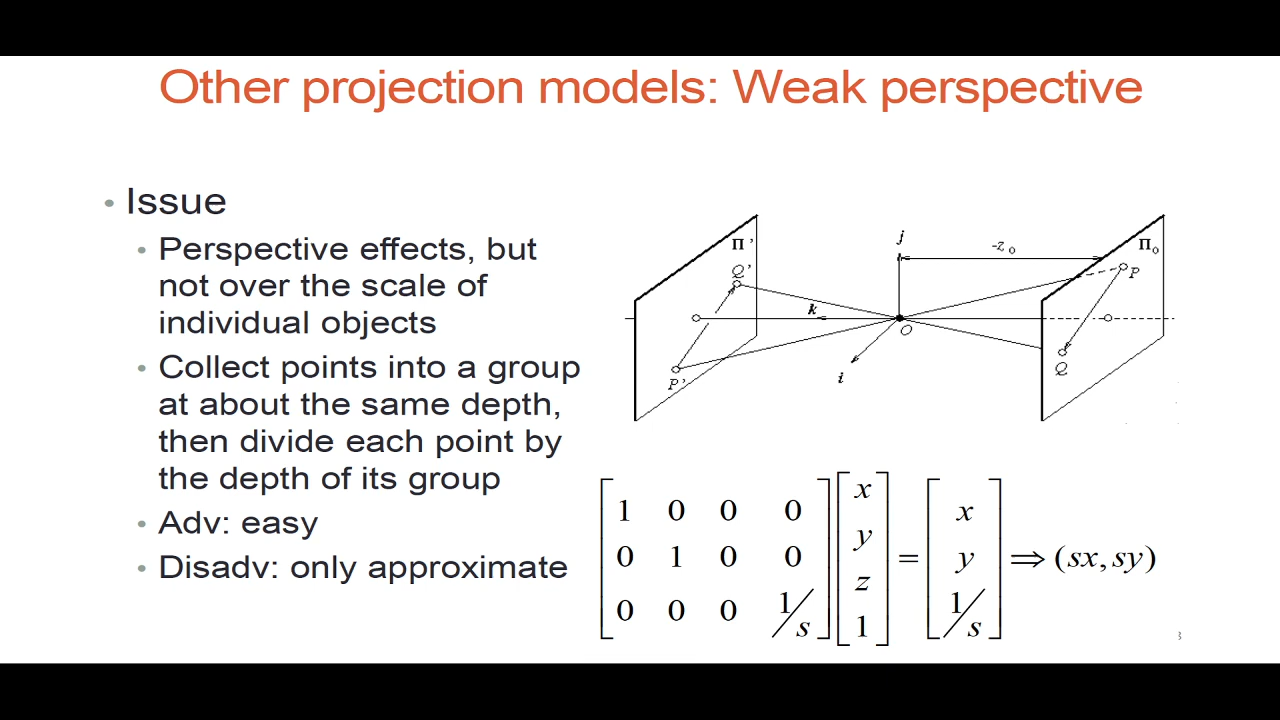 Other projection models: Weak perspective
• Issue
• Perspective effects, but
not over the scale of
individual objects
• Collect points into a group
at about the same depth,
then divide each point by
the depth of its group
• Adv: easy
• Disadv: only approximate
Π'
Q'
P'
k
j
i
O
-z₀
Π₀
P
Q
[1 0 0 0] [x] = [x] ⇒ (sx, sy)
[0 1 0 0] [y] [y]
[0 0 0 1/s] [z] [1/s]
[1]